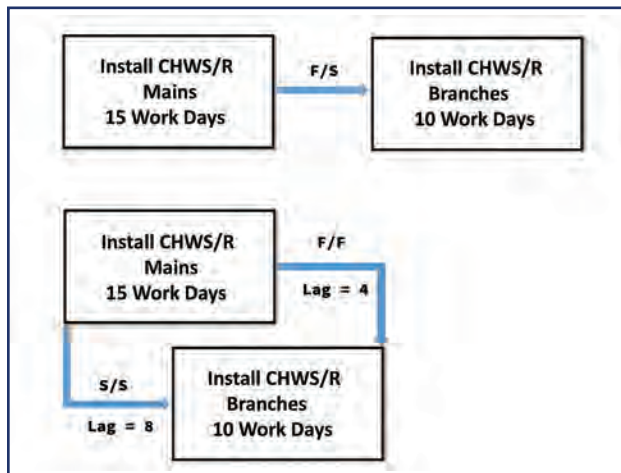 Install CHWS/R
Mains
15 Work Days
F/S
Install CHWS/R
Branches
10 Work Days
Install CHWS/R
Mains
15 Work Days
F/F
Lag = 4
S/S
Lag = 8
Install CHWS/R
Branches
10 Work Days